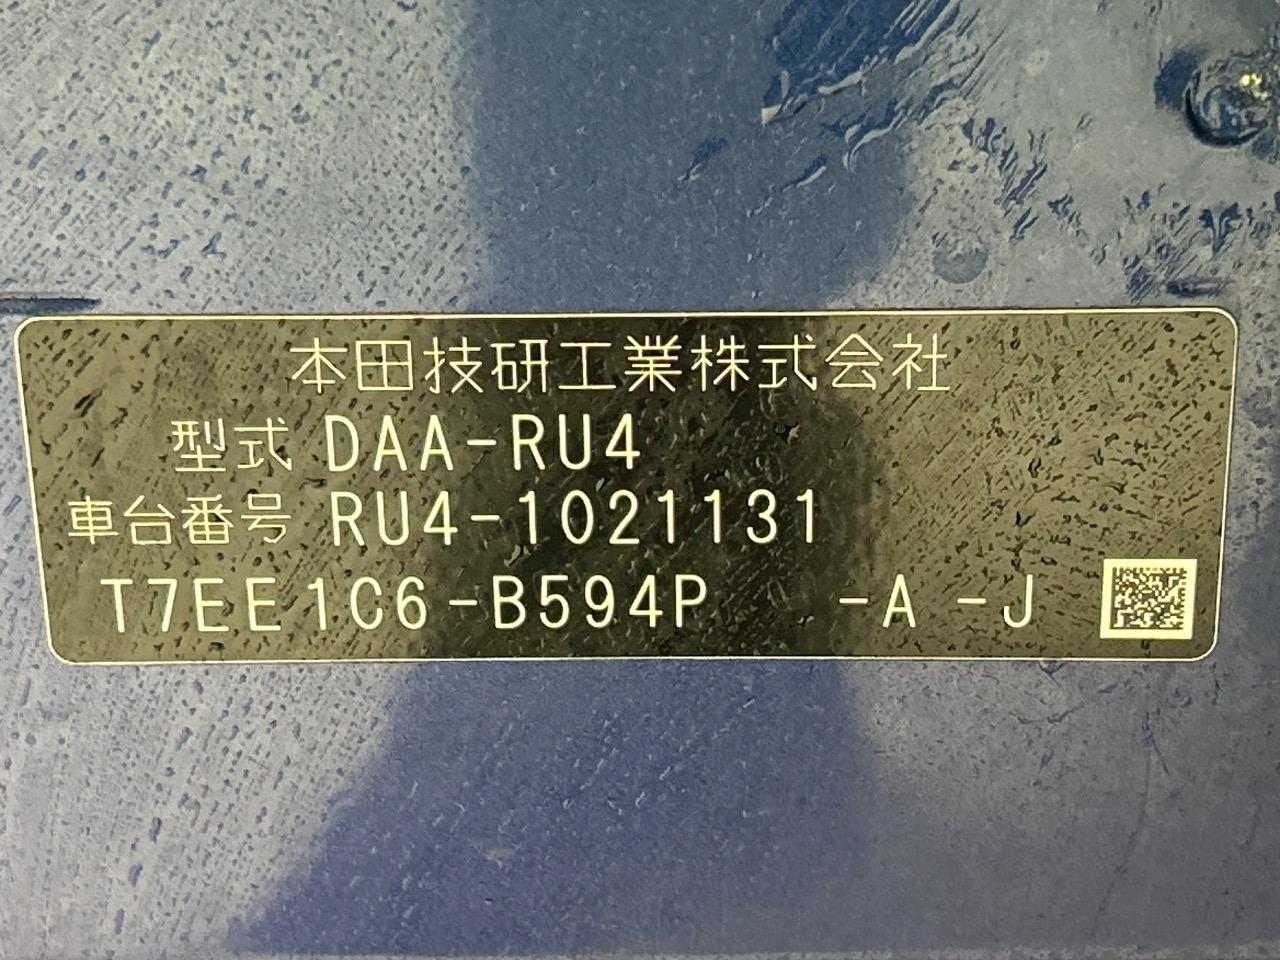 本田技研工業株式会社
型式 DAA-RU4
車台番号 RU4-1021131
T7EE1C6-B594P -A -J